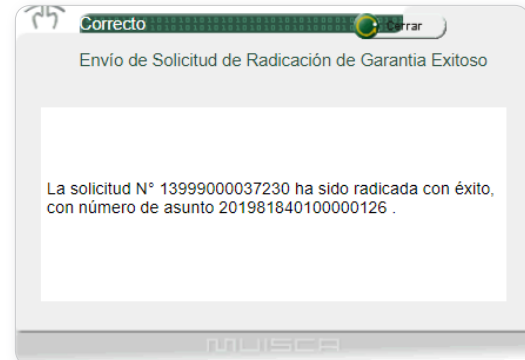 Correcto
Cerrar
Envío de Solicitud de Radicación de Garantia Exitoso
La solicitud N° 13999000037230 ha sido radicada con éxito,
con número de asunto 201981840100000126 .
MUISCA